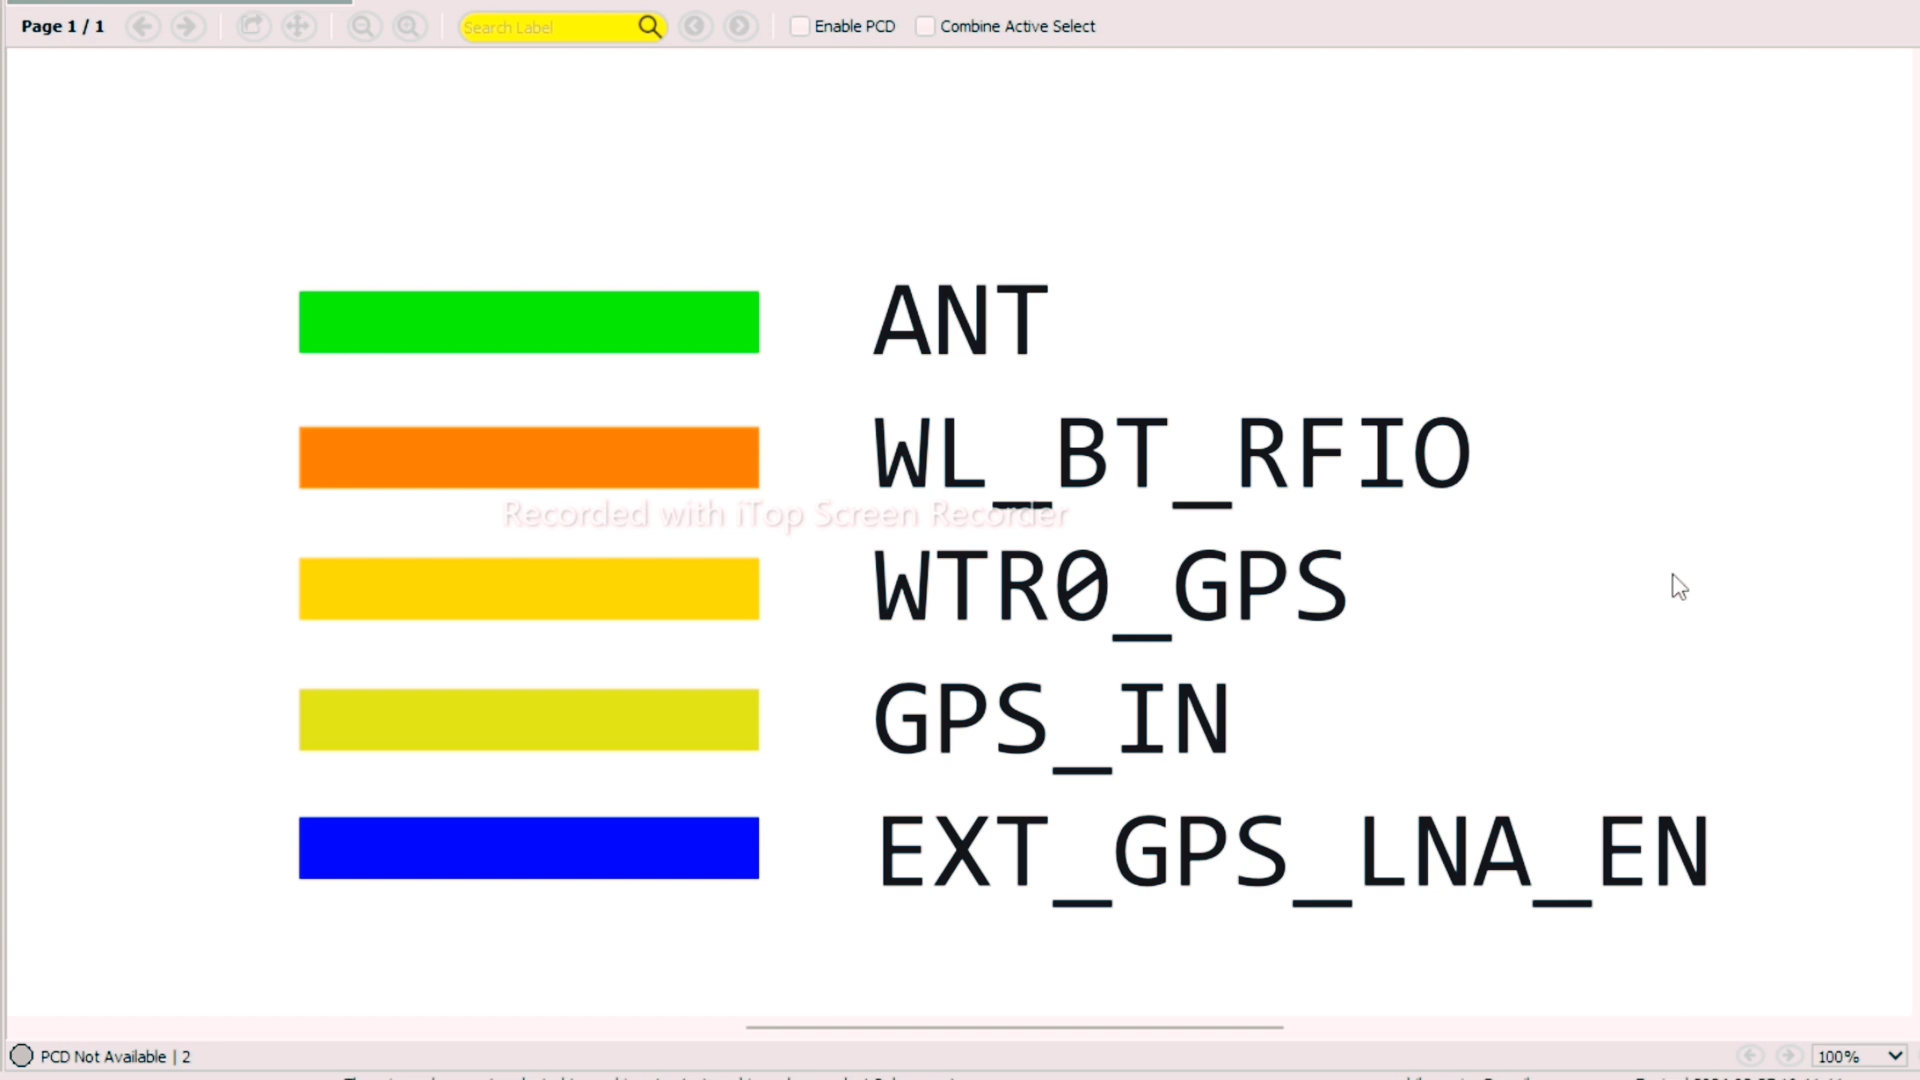 Page 1 / 1
Search Label
Enable PCD
Combine Active Select
ANT
WL_BT_RFIO
Recorded with iTop Screen Recorder
WTR0_GPS
GPS_IN
EXT_GPS_LNA_EN
PCD Not Available | 2
100%